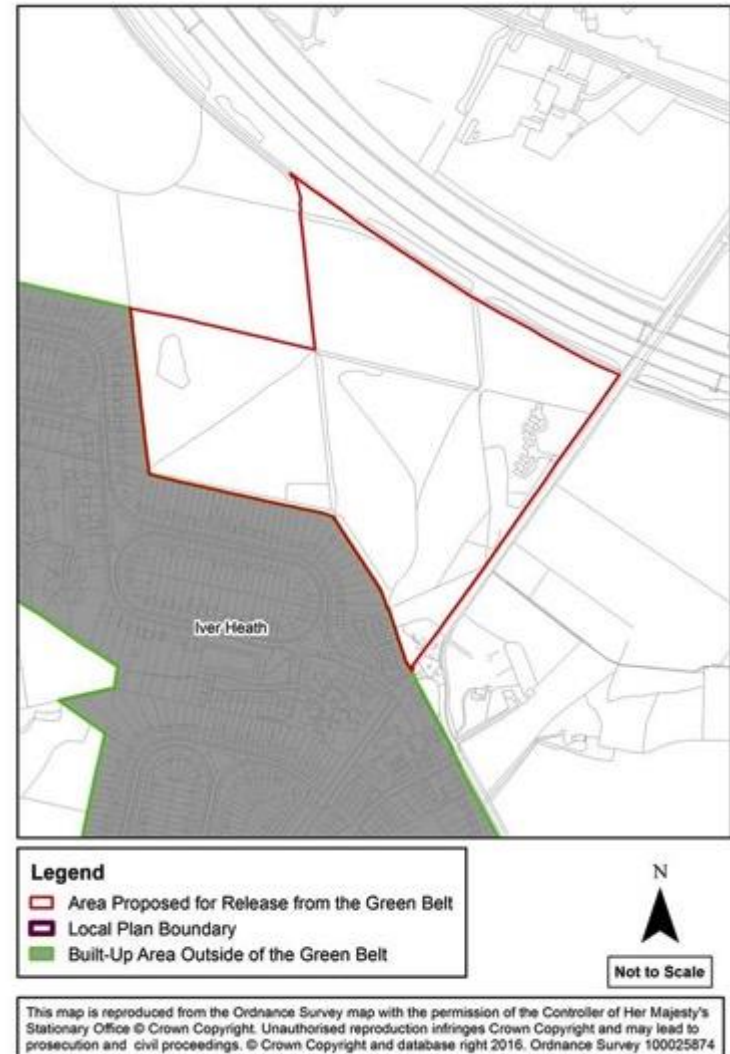 Iver Heath
Legend
Area Proposed for Release from the Green Belt
Local Plan Boundary
Built-Up Area Outside of the Green Belt
N
Not to Scale
This map is reproduced from the Ordnance Survey map with the permission of the Controller of Her Majesty's
Stationary Office © Crown Copyright. Unauthorised reproduction infringes Crown Copyright and may lead to
prosecution and civil proceedings. © Crown Copyright and database right 2016. Ordnance Survey 100025874